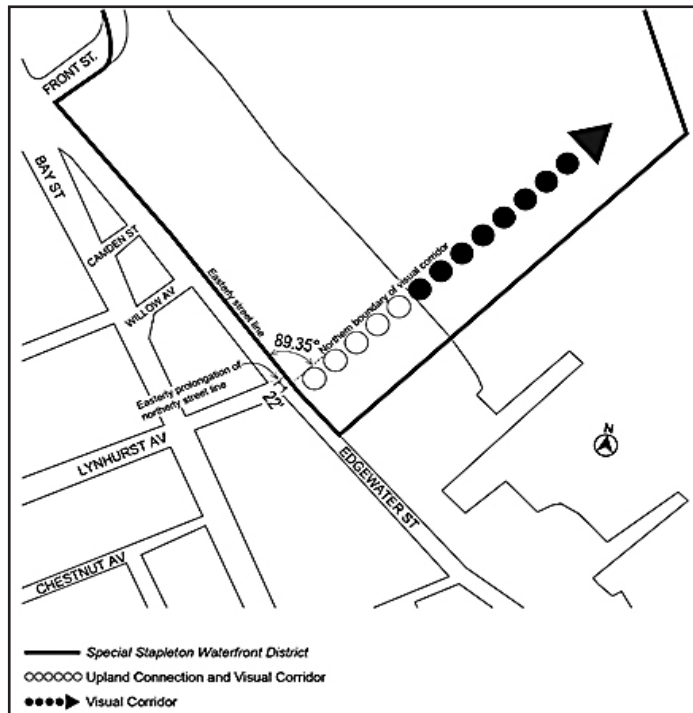 FRONT ST.
BAY ST
CAMDEN ST
WILLOW AV
Easterly street line
89.35°
Northern boundary of visual corridor
Easterly prolongation of
northerly street line
22'
LYNHURST AV
EDGEWATER ST
N
CHESTNUT AV
Special Stapleton Waterfront District
Upland Connection and Visual Corridor
Visual Corridor